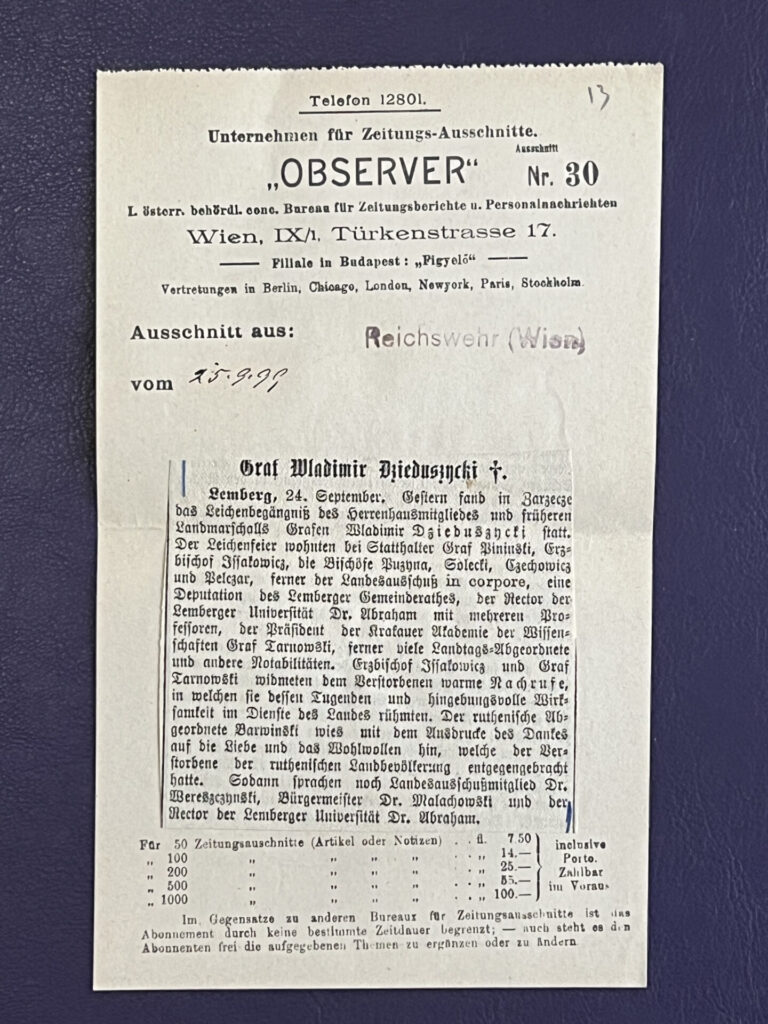 Telefon 12801.
13
Unternehmen für Zeitungs-Ausschnitte.
Ausschnitt
„OBSERVER“ Nr. 30
I. österr. behördl. conc. Bureau für Zeitungsberichte u. Personalnachrichten
Wien, IX/1, Türkenstrasse 17.
Filiale in Budapest: „Figyelő“
Vertretungen in Berlin, Chicago, London, Newyork, Paris, Stockholm.
Ausschnitt aus: Reichswehr (Wien)
vom 25.9.99
Graf Wladimir Dzieduszycki †.
Lemberg, 24. September. Gestern fand in Zarzecze
das Leichenbegängniß des Herrenhausmitgliedes und früheren
Landmarschalls Grafen Wladimir Dzieduszycki statt.
Der Leichenfeier wohnten bei Statthalter Graf Pininski, Erz-
bischof Issakowicz, die Bischöfe Puzyna, Solecki, Czechowicz
und Pelczar, ferner der Landesausschuß in corpore, eine
Deputation des Lemberger Gemeinderathes, der Rector der
Lemberger Universität Dr. Abraham mit mehreren Pro-
fessoren, der Präsident der Krakauer Akademie der Wissen-
schaften Graf Tarnowski, ferner viele Landtags-Abgeordnete
und andere Notabilitäten. Erzbischof Issakowicz und Graf
Tarnowski widmeten dem Verstorbenen warme Nachrufe,
in welchen sie dessen Tugenden und hingebungsvolle Wirk-
samkeit im Dienste des Landes rühmten. Der ruthenische Ab-
geordnete Barwinski wies mit dem Ausdrucke des Dankes
auf die Liebe und das Wohlwollen hin, welche der Ver-
storbene der ruthenischen Landbevölkerung entgegengebracht
hatte. Sodann sprachen noch Landesausschußmitglied Dr.
Wereszczynski, Bürgermeister Dr. Malachowski und der
Rector der Lemberger Universität Dr. Abraham.
Für 50 Zeitungsauschnitte (Artikel oder Notizen) . . fl. 7.50
„ 100 „ „ „ „ . . „ 14.—
„ 200 „ „ „ „ . . „ 25.—
„ 500 „ „ „ „ . . „ 55.—
„ 1000 „ „ „ „ . . „ 100.—
inclusive
Porto.
Zahlbar
im Voraus
Im Gegensatze zu anderen Bureaux für Zeitungsausschnitte ist das
Abonnement durch keine bestimmte Zeitdauer begrenzt; — auch steht es den
Abonnenten frei die aufgegebenen Themen zu ergänzen oder zu ändern